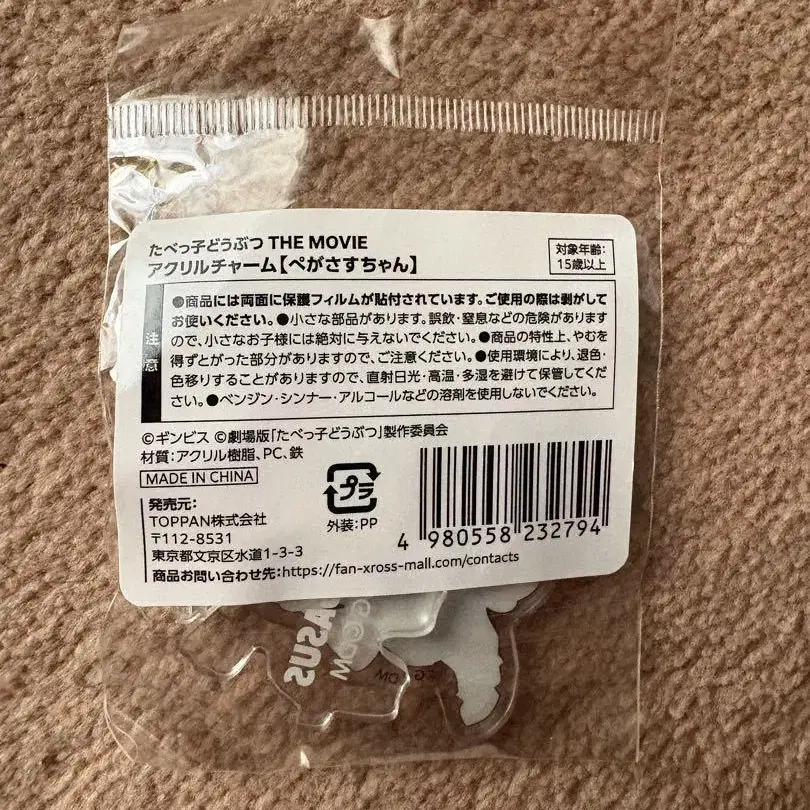 たべっ子どうぶつ THE MOVIE
アクリルチャーム【ぺがさすちゃん】
対象年齢:
15歳以上
注意
●商品には両面に保護フィルムが貼付されています。ご使用の際は剥がして
お使いください。●小さな部品があります。誤飲・窒息などの危険があります
ので、小さなお子様には絶対に与えないでください。●商品の特性上、やむを
得ずとがった部分がありますので、ご注意ください。●使用環境により、退色・
色移りすることがありますので、直射日光・高温・多湿を避けて保管してくだ
さい。●ベンジン・シンナー・アルコールなどの溶剤を使用しないでください。
©ギンビス ©劇場版「たべっ子どうぶつ」製作委員会
材質:アクリル樹脂、PC、鉄
MADE IN CHINA
発売元:
TOPPAN株式会社
〒112-8531
東京都文京区水道1-3-3
商品お問い合わせ先:https://fan-xross-mall.com/contacts
プラ
外装:PP
4 980558 232794
ASUS